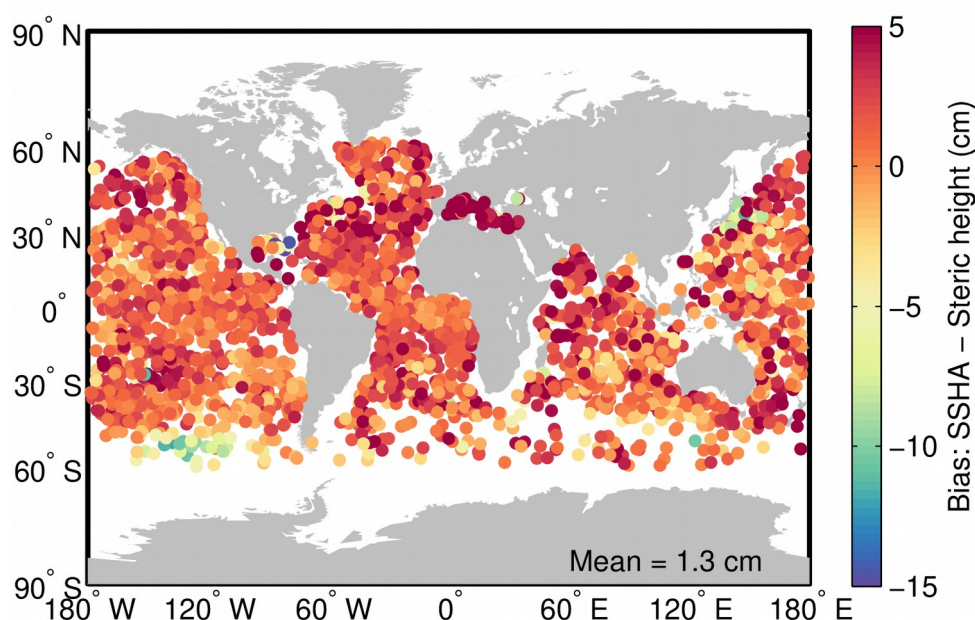 90° N
60° N
30° N
0°
30° S
60° S
90° S
180° W
120° W
60° W
0°
60° E
120° E
180° E
Mean = 1.3 cm
5
0
−5
−10
−15
Bias: SSHA – Steric height (cm)